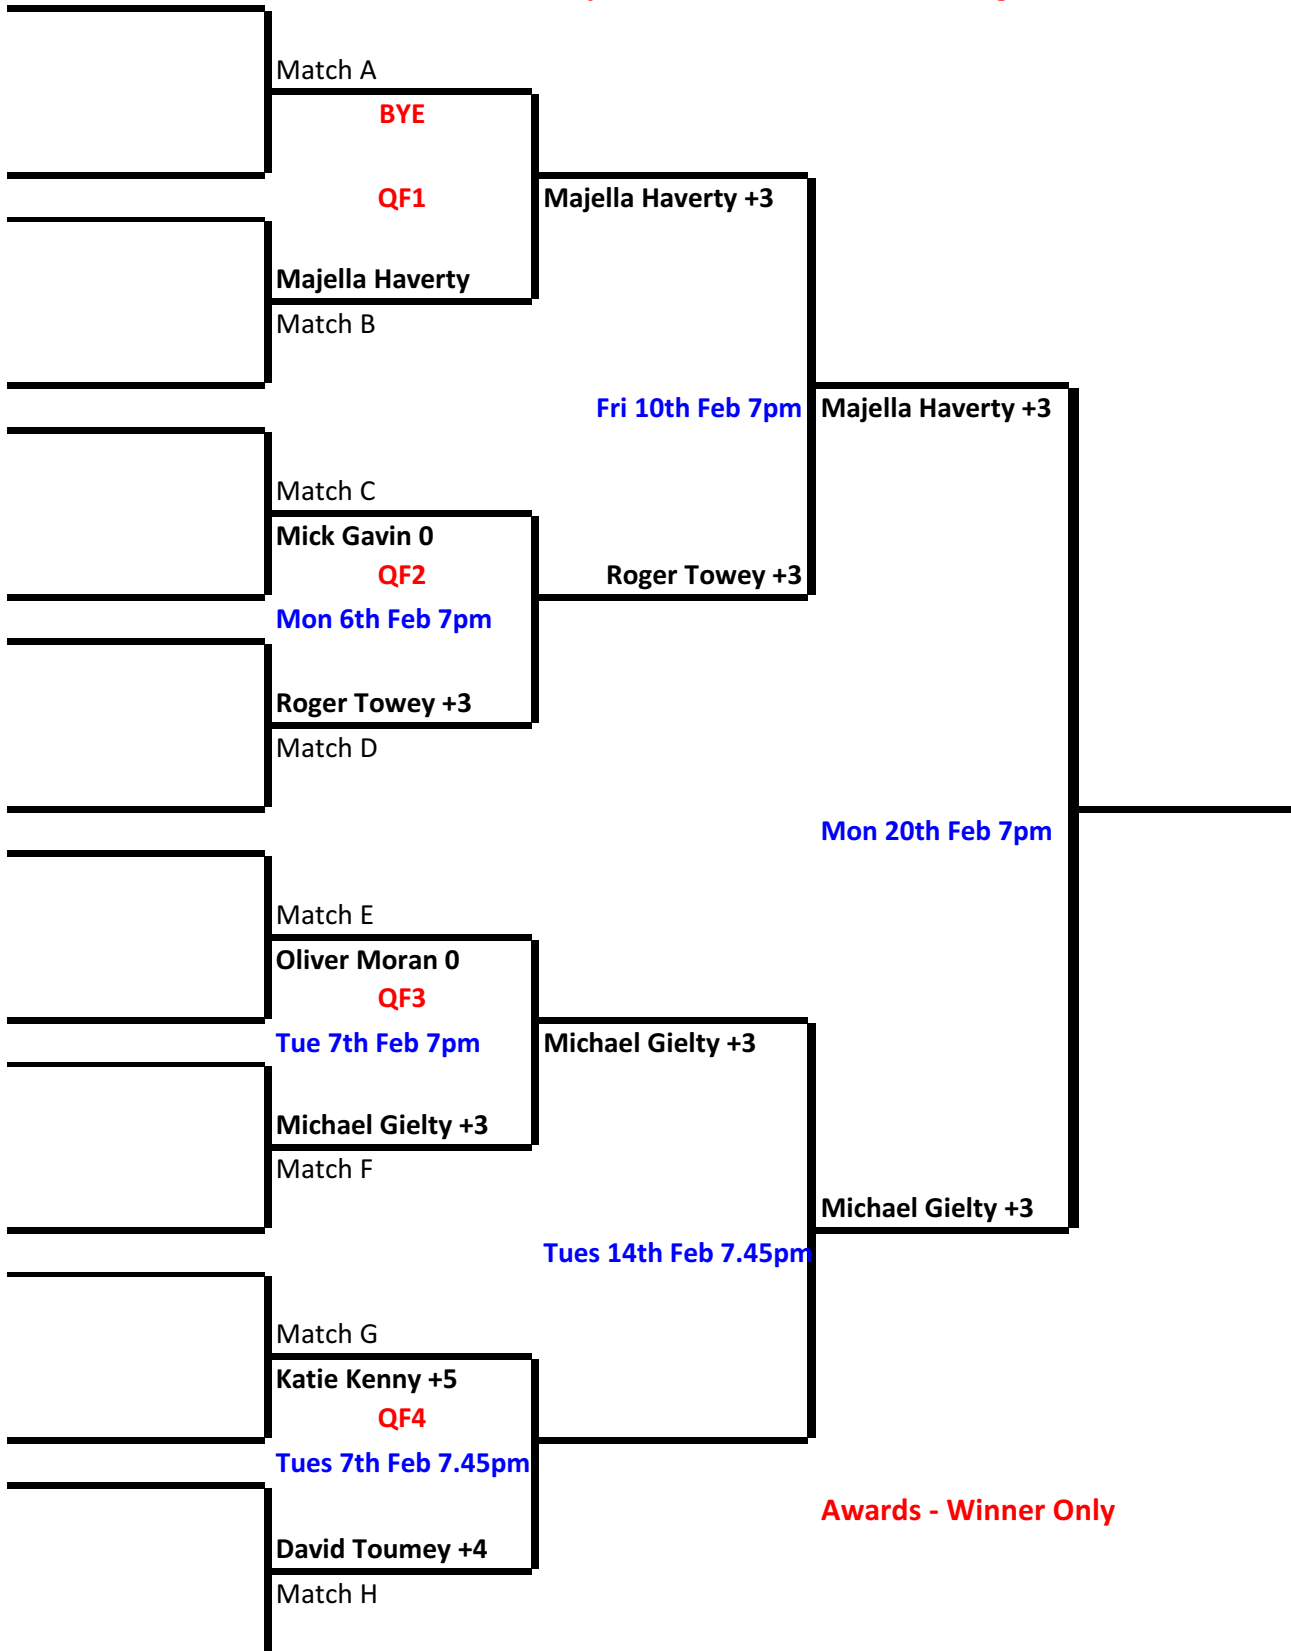 Match A
BYE
QF1
Majella Haverty +3
Majella Haverty
Match B
Fri 10th Feb 7pm
Majella Haverty +3
Match C
Mick Gavin 0
QF2
Roger Towey +3
Mon 6th Feb 7pm
Roger Towey +3
Match D
Mon 20th Feb 7pm
Match E
Oliver Moran 0
QF3
Tue 7th Feb 7pm
Michael Gielty +3
Michael Gielty +3
Match F
Michael Gielty +3
Tues 14th Feb 7.45pm
Match G
Katie Kenny +5
QF4
Tues 7th Feb 7.45pm
Awards - Winner Only
David Toumey +4
Match H